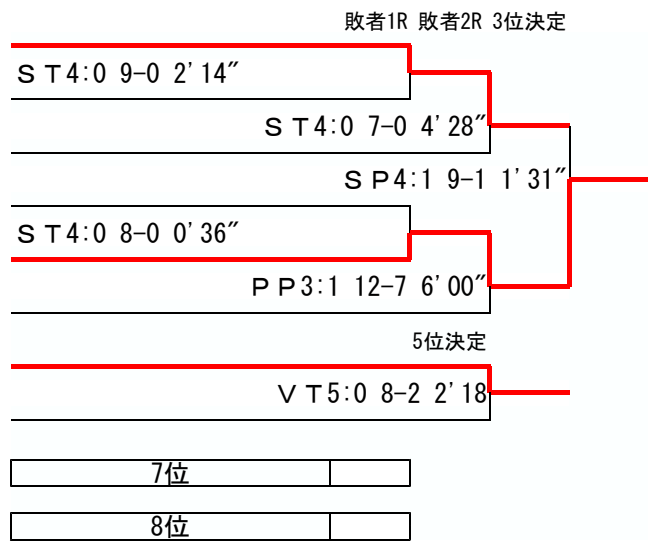 敗者1R 敗者2R 3位決定
ＳＴ4:0 9-0 2'14″
ＳＴ4:0 7-0 4'28″
ＳＰ4:1 9-1 1'31″
ＳＴ4:0 8-0 0'36″
ＰＰ3:1 12-7 6'00″
5位決定
ＶＴ5:0 8-2 2'18
7位
8位